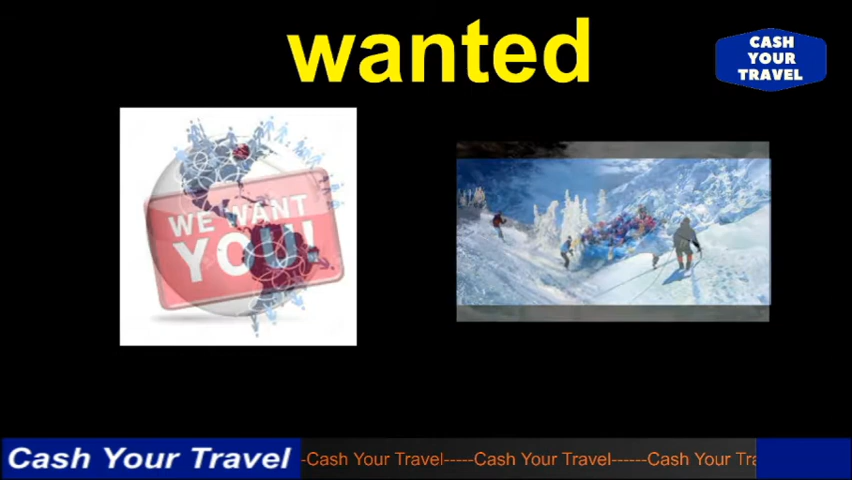 wanted
CASH
YOUR
TRAVEL
WE WANT
YOU!
Cash Your Travel
-Cash Your Travel-----Cash Your Travel------Cash Your Tra